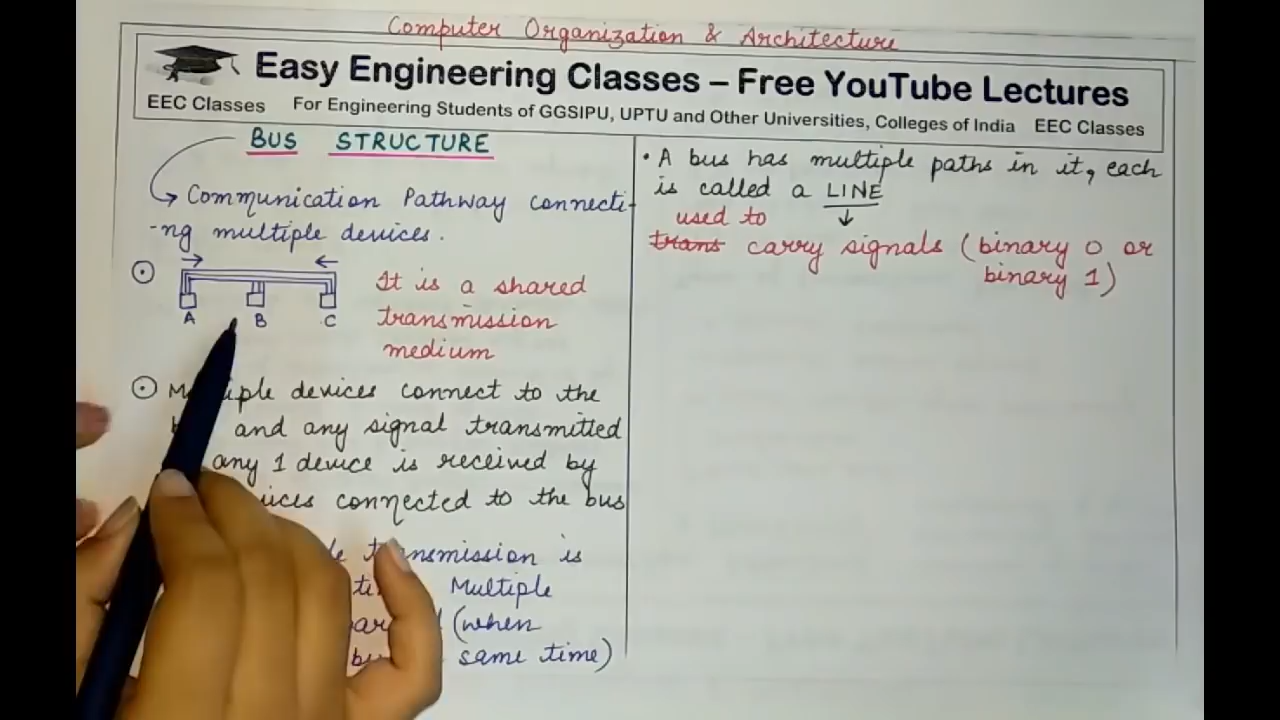 Computer Organization & Architecture
Easy Engineering Classes – Free YouTube Lectures
EEC Classes For Engineering Students of GGSIPU, UPTU and Other Universities, Colleges of India EEC Classes
BUS STRUCTURE
Communication Pathway connecti-
-ng multiple devices.
A B C
It is a shared
transmission
medium
Multiple devices connect to the
and any signal transmitted
any 1 device is received by
connected to the bus
transmission is
Multiple
(when
same time)
• A bus has multiple paths in it, each
is called a LINE
used to
trans carry signals (binary 0 or
binary 1)